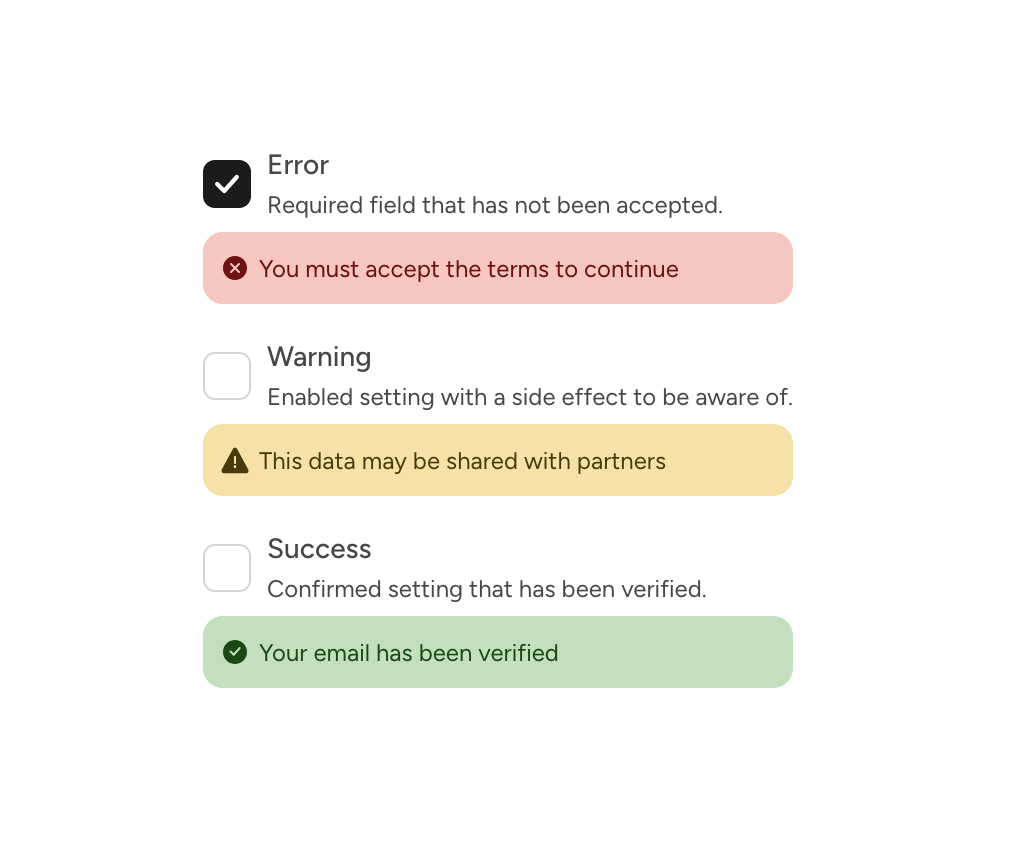 Error
Required field that has not been accepted.
You must accept the terms to continue
Warning
Enabled setting with a side effect to be aware of.
This data may be shared with partners
Success
Confirmed setting that has been verified.
Your email has been verified